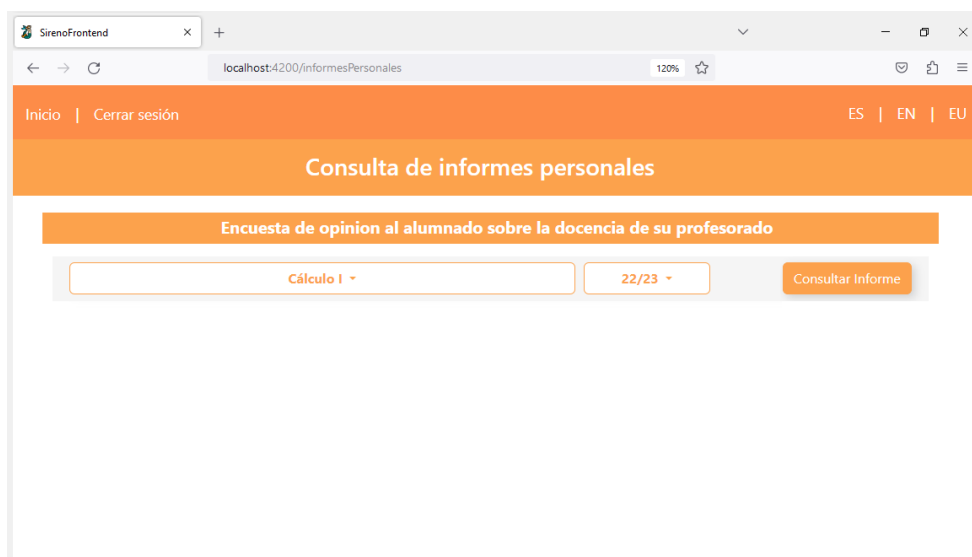 SirenoFrontend
localhost:4200/informesPersonales 120%
Inicio | Cerrar sesión ES | EN | EU
Consulta de informes personales
Encuesta de opinion al alumnado sobre la docencia de su profesorado
Cálculo I 22/23 Consultar Informe